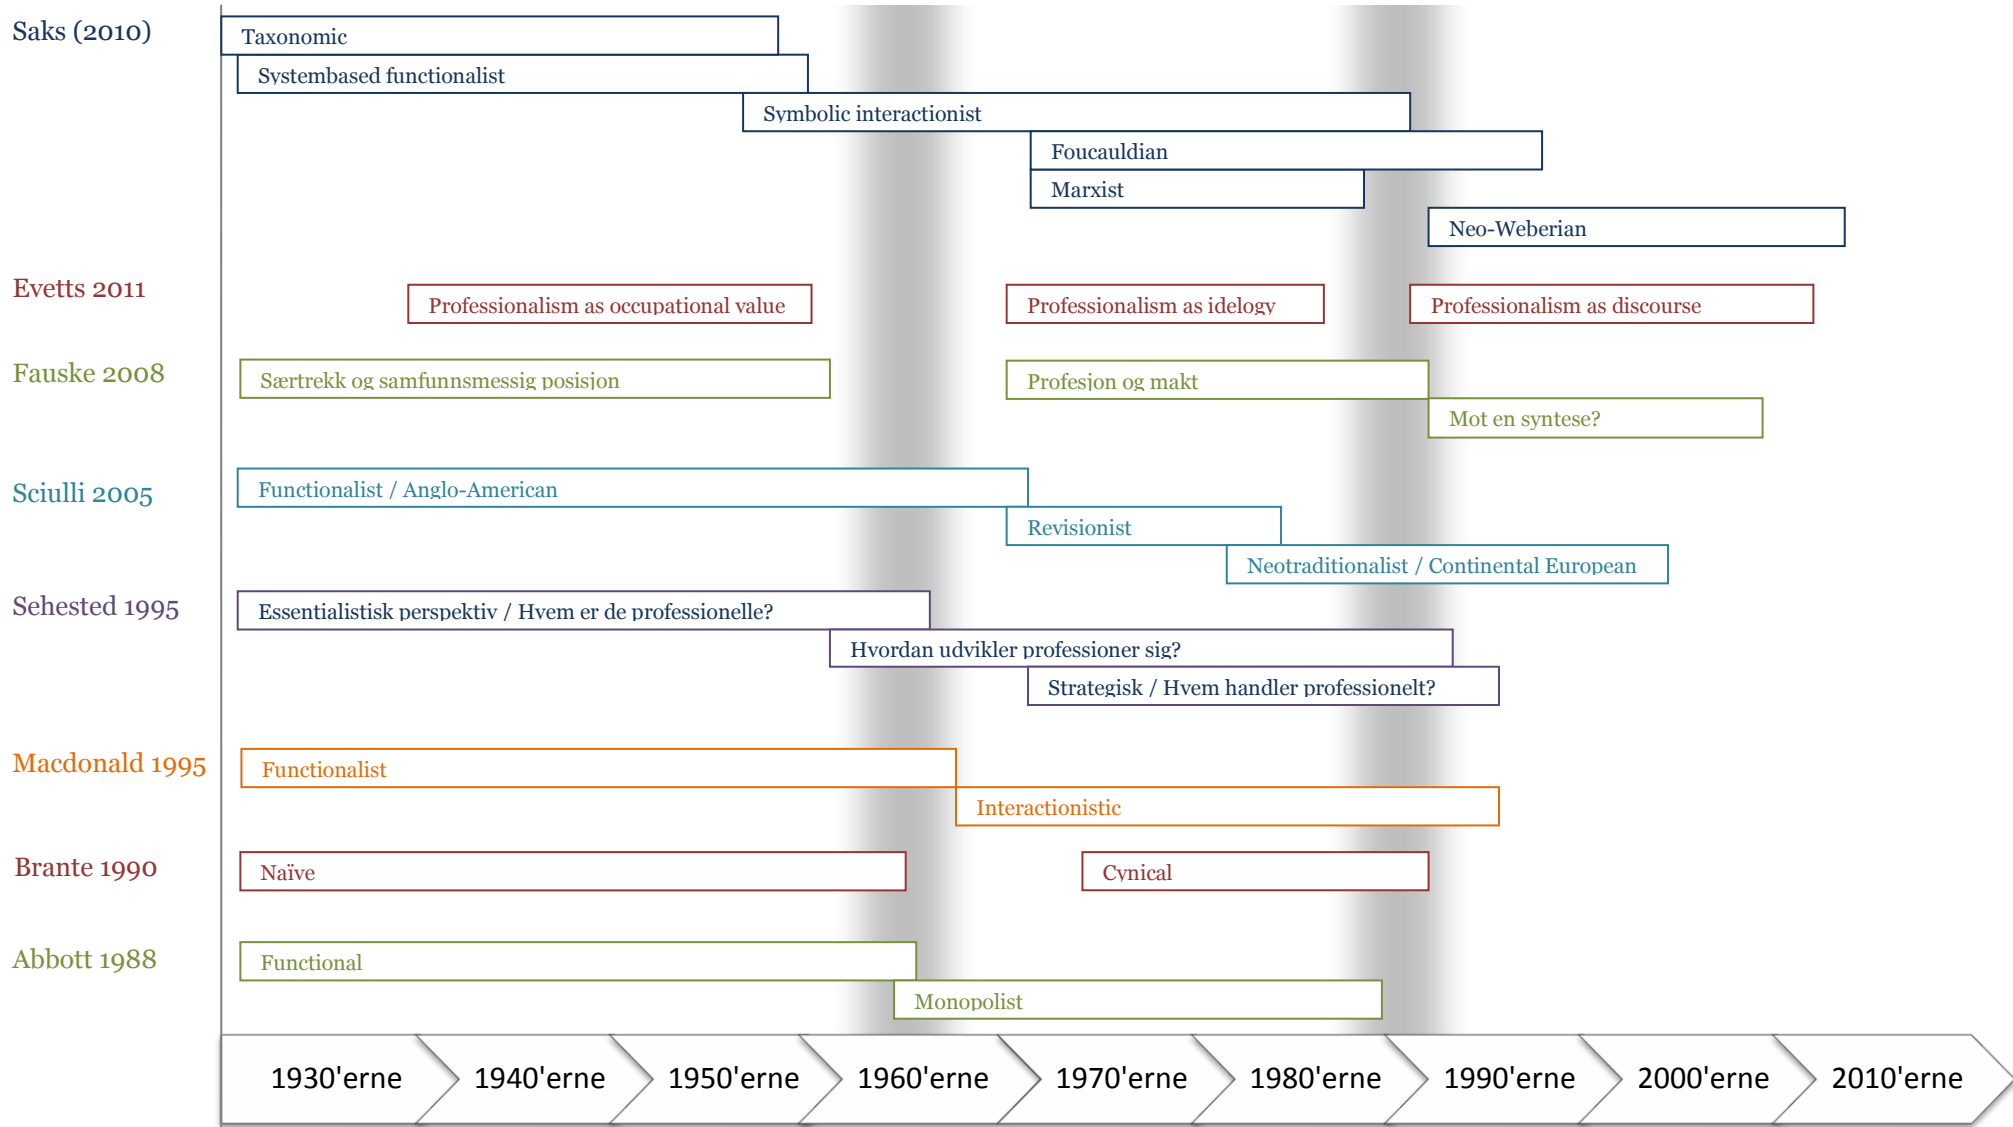 Saks (2010)
Taxonomic
Systembased functionalist
Symbolic interactionist
Foucauldian
Marxist
Neo-Weberian
Evetts 2011
Professionalism as occupational value
Professionalism as idelogy
Professionalism as discourse
Fauske 2008
Særtrekk og samfunnsmessig posisjon
Profesjon og makt
Mot en syntese?
Sciulli 2005
Functionalist / Anglo-American
Revisionist
Neotraditionalist / Continental European
Sehested 1995
Essentialistisk perspektiv / Hvem er de professionelle?
Hvordan udvikler professioner sig?
Strategisk / Hvem handler professionelt?
Macdonald 1995
Functionalist
Interactionistic
Brante 1990
Naïve
Cynical
Abbott 1988
Functional
Monopolist
1930'erne
1940'erne
1950'erne
1960'erne
1970'erne
1980'erne
1990'erne
2000'erne
2010'erne